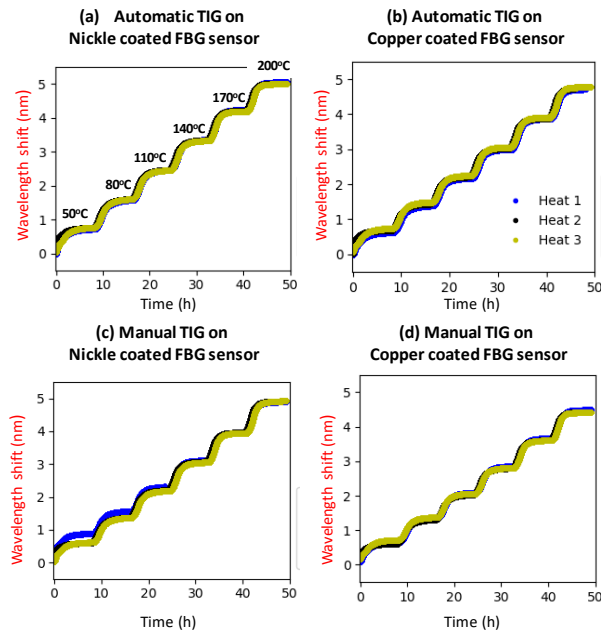 (a) Automatic TIG on
Nickle coated FBG sensor
(b) Automatic TIG on
Copper coated FBG sensor
Wavelength shift (nm)
5
4
3
2
1
0
50°C
80°C
110°C
140°C
170°C
200°C
0 10 20 30 40 50
Time (h)
Wavelength shift (nm)
5
4
3
2
1
0
Heat 1
Heat 2
Heat 3
0 10 20 30 40 50
Time (h)
(c) Manual TIG on
Nickle coated FBG sensor
(d) Manual TIG on
Copper coated FBG sensor
Wavelength shift (nm)
5
4
3
2
1
0
0 10 20 30 40 50
Time (h)
Wavelength shift (nm)
5
4
3
2
1
0
0 10 20 30 40 50
Time (h)